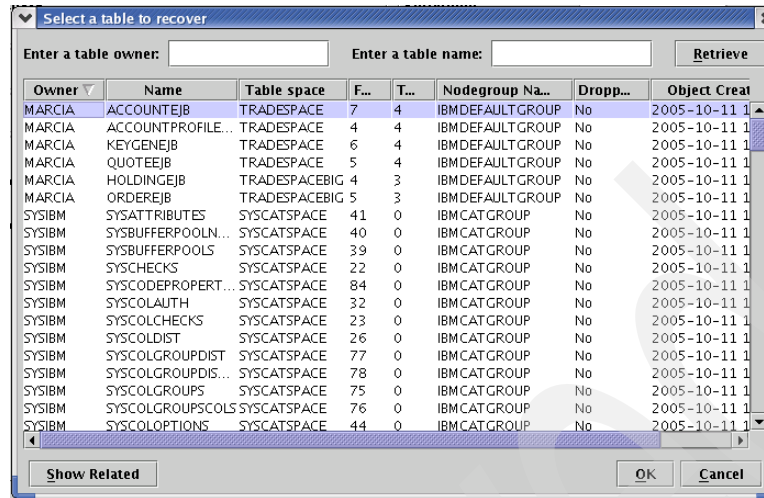 Select a table to recover
Enter a table owner: Enter a table name: Retrieve
Owner Name Table space F... T... Nodegroup Na... Dropp... Object Creat
MARCIA ACCOUNTEJB TRADESPACE 7 4 IBMDEFAULTGROUP No 2005-10-11 1
MARCIA ACCOUNTPROFILE... TRADESPACE 4 4 IBMDEFAULTGROUP No 2005-10-11 1
MARCIA KEYGENEJB TRADESPACE 6 4 IBMDEFAULTGROUP No 2005-10-11 1
MARCIA QUOTEEJB TRADESPACE 5 4 IBMDEFAULTGROUP No 2005-10-11 1
MARCIA HOLDINGEJB TRADESPACEBIG 4 3 IBMDEFAULTGROUP No 2005-10-11 1
MARCIA ORDEREJB TRADESPACEBIG 5 3 IBMDEFAULTGROUP No 2005-10-11 1
SYSIBM SYSATTRIBUTES SYSCATSPACE 41 0 IBMCATGROUP No 2005-10-11 1
SYSIBM SYSBUFFERPOOLN... SYSCATSPACE 40 0 IBMCATGROUP No 2005-10-11 1
SYSIBM SYSBUFFERPOOLS SYSCATSPACE 39 0 IBMCATGROUP No 2005-10-11 1
SYSIBM SYSCHECKS SYSCATSPACE 22 0 IBMCATGROUP No 2005-10-11 1
SYSIBM SYSCODEPROPERT... SYSCATSPACE 84 0 IBMCATGROUP No 2005-10-11 1
SYSIBM SYSCOLAUTH SYSCATSPACE 32 0 IBMCATGROUP No 2005-10-11 1
SYSIBM SYSCOLCHECKS SYSCATSPACE 23 0 IBMCATGROUP No 2005-10-11 1
SYSIBM SYSCOLDIST SYSCATSPACE 26 0 IBMCATGROUP No 2005-10-11 1
SYSIBM SYSCOLGROUPDIST SYSCATSPACE 77 0 IBMCATGROUP No 2005-10-11 1
SYSIBM SYSCOLGROUPDIS... SYSCATSPACE 78 0 IBMCATGROUP No 2005-10-11 1
SYSIBM SYSCOLGROUPS SYSCATSPACE 75 0 IBMCATGROUP No 2005-10-11 1
SYSIBM SYSCOLGROUPSCOLS SYSCATSPACE 76 0 IBMCATGROUP No 2005-10-11 1
SYSIBM SYSCOLOPTIONS SYSCATSPACE 44 0 IBMCATGROUP No 2005-10-11 1
Show Related OK Cancel